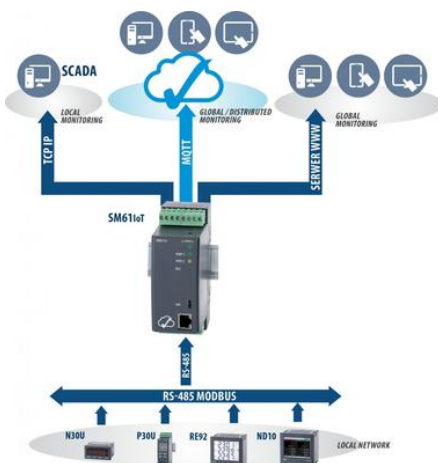 SCADA
LOCAL
MONITORING
GLOBAL / DISTRIBUTED
MONITORING
GLOBAL
MONITORING
TCP IP
MQTT
SERWER WWW
SM61IoT
RS-485
RS-485 MODBUS
N30U
P30U
RE92
ND10
LOCAL NETWORK